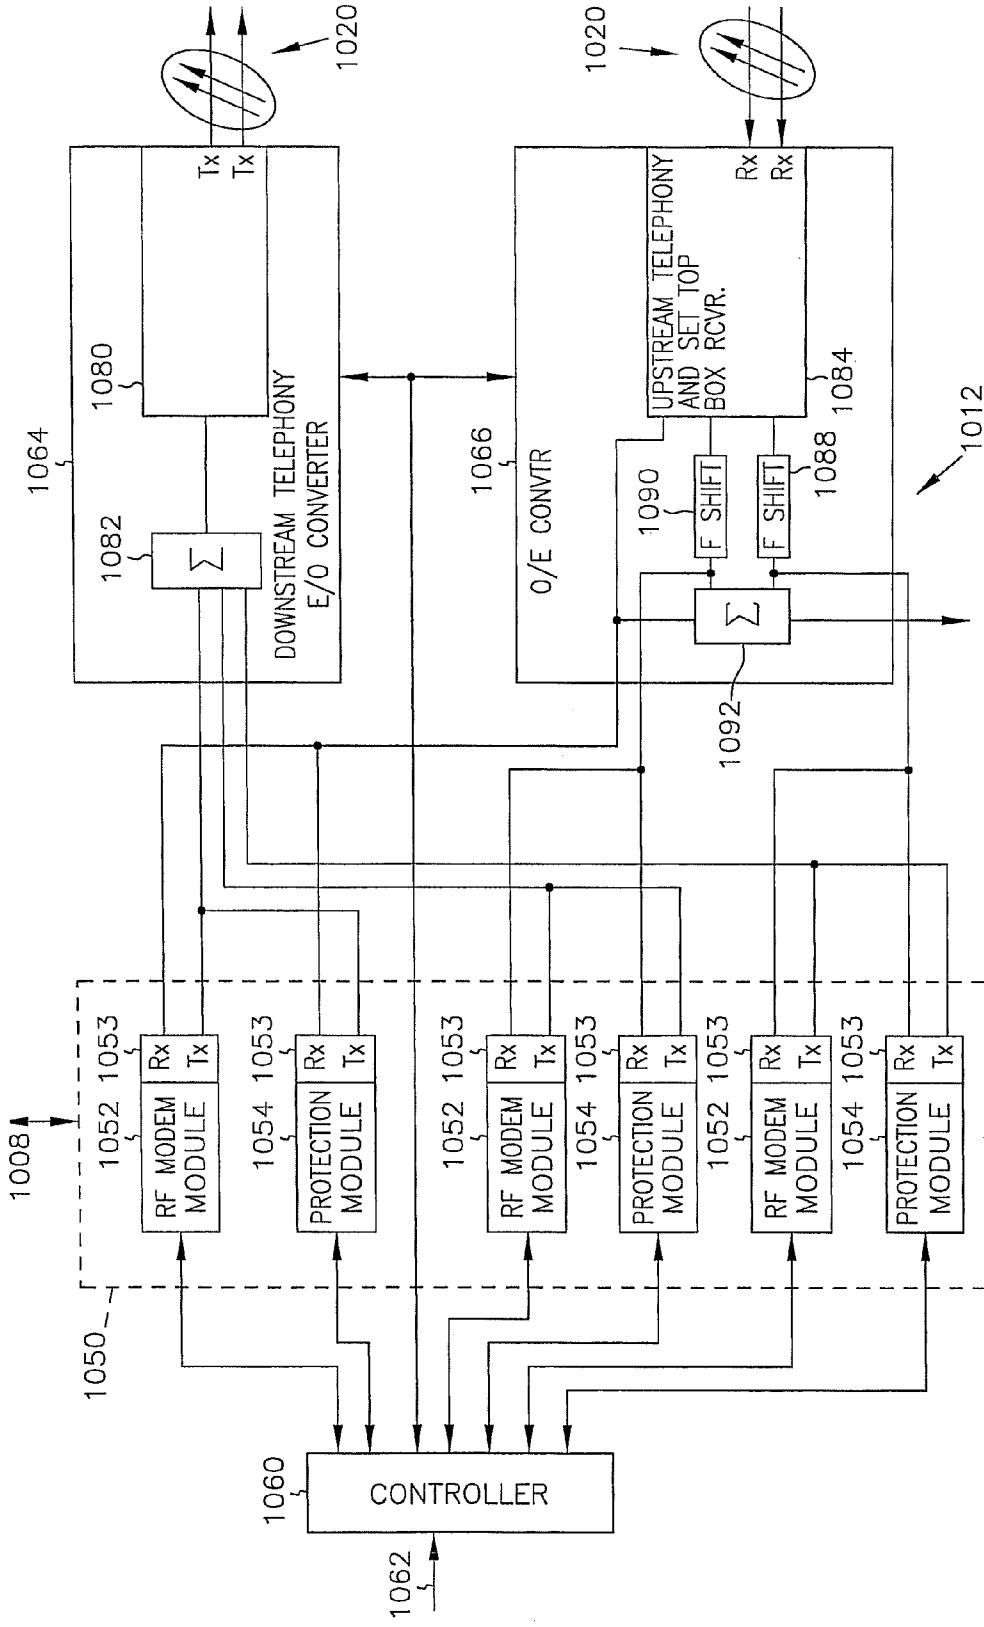 1020
1020
1064
1080
1082
Σ
Tx
Tx
DOWNSTREAM TELEPHONY
E/O CONVERTER
1066
O/E CONVTR
UPSTREAM TELEPHONY
AND SET TOP
BOX RCVR.
Rx
Rx
1084
1090
F SHIFT
F SHIFT
1088
Σ
1092
1012
1008
1050
1052
1053
RF MODEM
MODULE
Rx
Tx
1054
1053
PROTECTION
MODULE
Rx
Tx
1052
1053
RF MODEM
MODULE
Rx
Tx
1054
1053
PROTECTION
MODULE
Rx
Tx
1052
1053
RF MODEM
MODULE
Rx
Tx
1054
1053
PROTECTION
MODULE
Rx
Tx
1060
CONTROLLER
1062